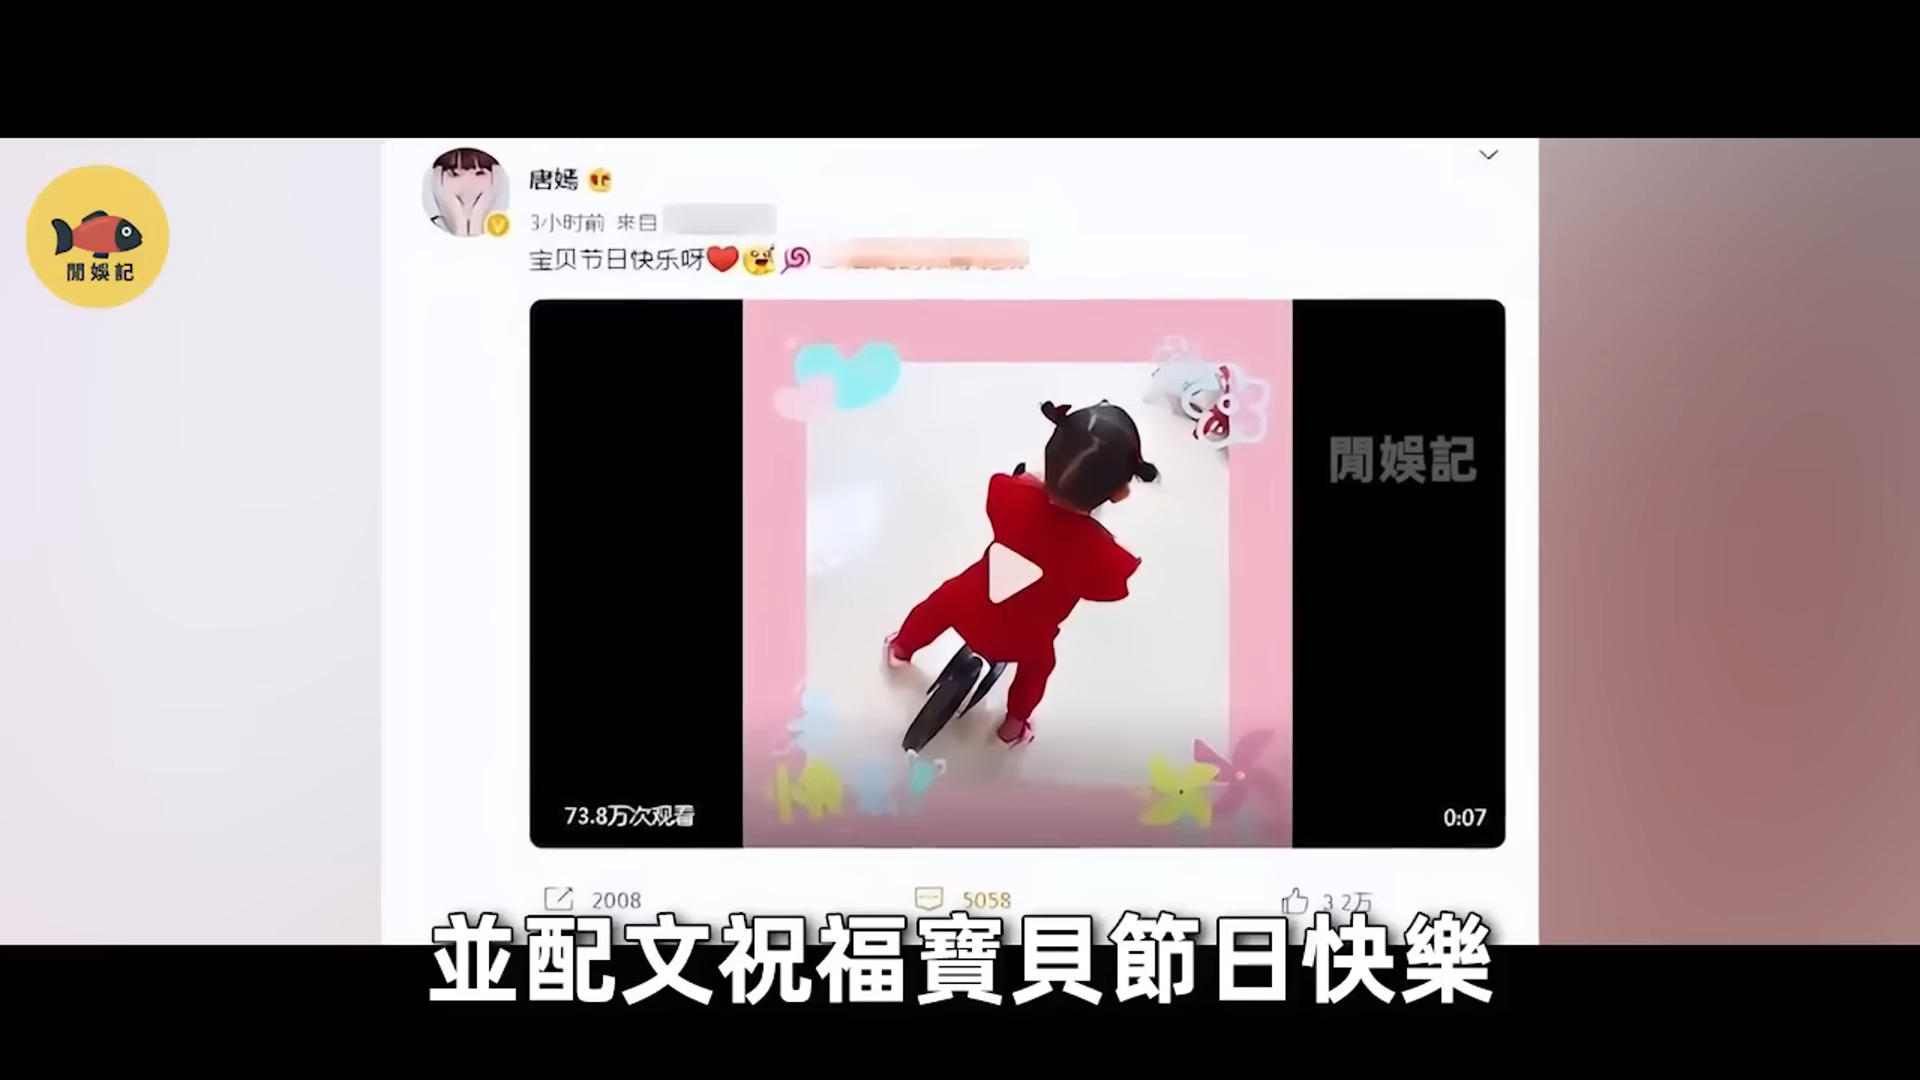 閒娛記
唐嫣
3小时前 来自
宝贝节日快乐呀
閒娛記
73.8万次观看
0:07
2008
5058
3.2万
並配文祝福寶貝節日快樂